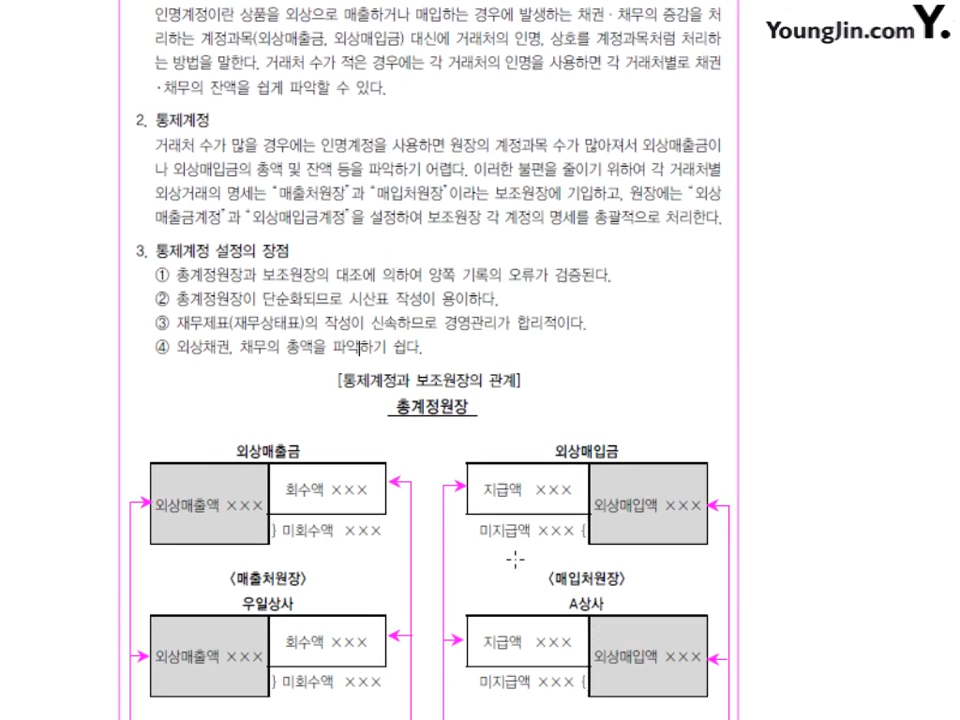 인명계정이란 상품을 외상으로 매출하거나 매입하는 경우에 발생하는 채권·채무의 증감을 처
리하는 계정과목(외상매출금, 외상매입금) 대신에 거래처의 인명, 상호를 계정과목처럼 처리하
는 방법을 말한다. 거래처 수가 적은 경우에는 각 거래처의 인명을 사용하면 각 거래처별로 채권
·채무의 잔액을 쉽게 파악할 수 있다.
YoungJin.com Y.
2. 통제계정
거래처 수가 많을 경우에는 인명계정을 사용하면 원장의 계정과목 수가 많아져서 외상매출금이
나 외상매입금의 총액 및 잔액 등을 파악하기 어렵다. 이러한 불편을 줄이기 위하여 각 거래처별
외상거래의 명세는 “매출처원장”과 “매입처원장”이라는 보조원장에 기입하고, 원장에는 “외상
매출금계정”과 “외상매입금계정”을 설정하여 보조원장 각 계정의 명세를 총괄적으로 처리한다.
3. 통제계정 설정의 장점
① 총계정원장과 보조원장의 대조에 의하여 양쪽 기록의 오류가 검증된다.
② 총계정원장이 단순화되므로 시산표 작성이 용이하다.
③ 재무제표(재무상태표)의 작성이 신속하므로 경영관리가 합리적이다.
④ 외상채권, 채무의 총액을 파악하기 쉽다.
[통제계정과 보조원장의 관계]
총계정원장
외상매출금 외상매입금
외상매출액 ××× 회수액 ××× 지급액 ××× 외상매입액 ×××
} 미회수액 ××× 미지급액 ××× {
〈매출처원장〉 〈매입처원장〉
우일상사 A상사
외상매출액 ××× 회수액 ××× 지급액 ××× 외상매입액 ×××
} 미회수액 ××× 미지급액 ××× {